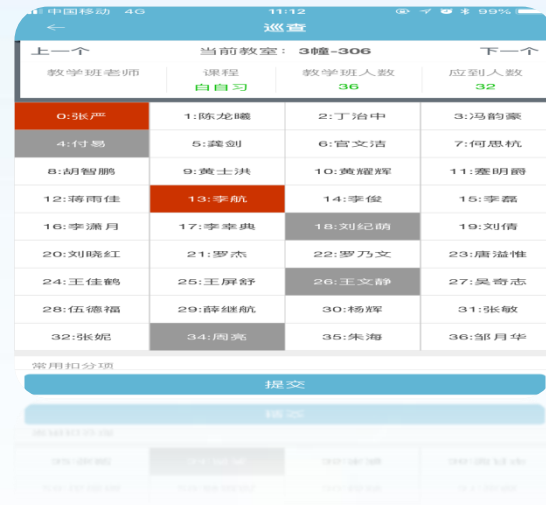 中国移动 4G 11:12 99%
← 巡查
上一个 当前教室：3幢-306 下一个
教学班老师 课程 教学班人数 应到人数
白自习 36 32
0:张严 1:陈龙曦 2:丁治中 3:冯韵豪
4:付易 5:龚剑 6:官文洁 7:何思杭
8:胡智鹏 9:黄士洪 10:黄耀辉 11:蹇明爵
12:蒋雨佳 13:李航 14:李俊 15:李磊
16:李潇月 17:李幸典 18:刘纪萌 19:刘倩
20:刘晓红 21:罗杰 22:罗乃文 23:唐溢惟
24:王佳鹤 25:王屏舒 26:王文静 27:吴奇志
28:伍德福 29:薛继航 30:杨辉 31:张敏
32:张妮 34:周亮 35:朱海 36:邹月华
常用扣分项
提交